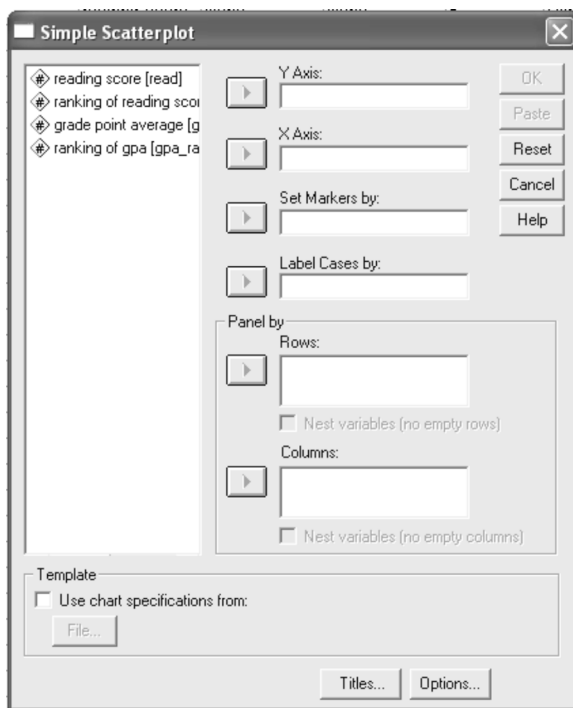 Simple Scatterplot
reading score [read]
ranking of reading scor
grade point average [g
ranking of gpa [gpa_ra
Y Axis:
X Axis:
Set Markers by:
Label Cases by:
OK
Paste
Reset
Cancel
Help
Panel by
Rows:
Nest variables (no empty rows)
Columns:
Nest variables (no empty columns)
Template
Use chart specifications from:
File...
Titles...
Options...